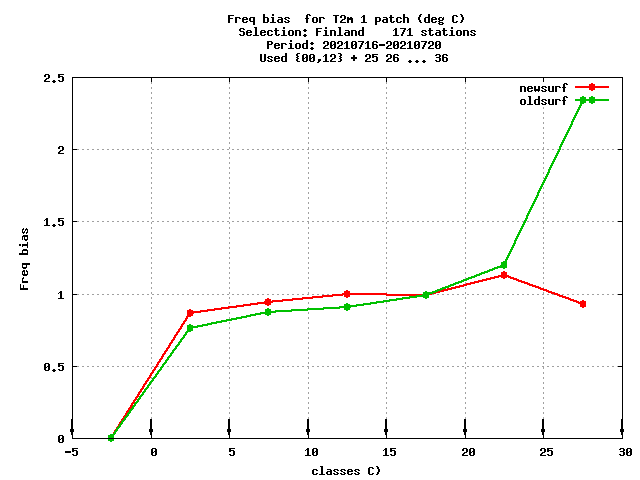 Freq bias  for T2m 1 patch (deg C)
Selection: Finland    171 stations
Period: 20210716-20210720
Used {00,12} + 25 26 ... 36
newsurf
oldsurf
2.5
2
1.5
1
0.5
0
Freq bias
-5 0 5 10 15 20 25 30
classes C)